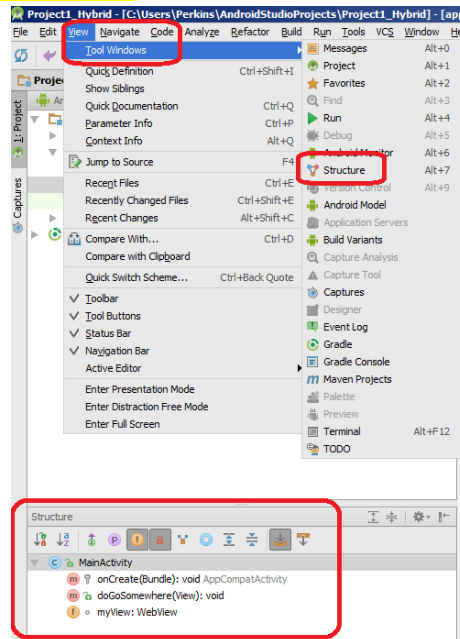 Project1_Hybrid - [C:\Users\Perkins\AndroidStudioProjects\Project1_Hybrid] - [ap
File Edit View Navigate Code Analyze Refactor Build Run Tools VCS Window He
Tool Windows
Quick Definition Ctrl+Shift+I
Show Siblings
Quick Documentation Ctrl+Q
Parameter Info Ctrl+P
Context Info Alt+Q
Jump to Source F4
Recent Files Ctrl+E
Recently Changed Files Ctrl+Shift+E
Recent Changes Alt+Shift+C
Compare With... Ctrl+D
Compare with Clipboard
Quick Switch Scheme... Ctrl+Back Quote
Toolbar
Tool Buttons
Status Bar
Navigation Bar
Active Editor
Enter Presentation Mode
Enter Distraction Free Mode
Enter Full Screen
Messages Alt+0
Project Alt+1
Favorites Alt+2
Find Alt+3
Run Alt+4
Debug Alt+5
Android Monitor Alt+6
Structure Alt+7
Version Control Alt+9
Android Model
Application Servers
Build Variants
Capture Analysis
Capture Tool
Captures
Designer
Event Log
Gradle
Gradle Console
Maven Projects
Palette
Preview
Terminal Alt+F12
TODO
Projec
An
1: Project
Captures
Structure
MainActivity
onCreate(Bundle): void AppCompatActivity
doGoSomewhere(View): void
myView: WebView